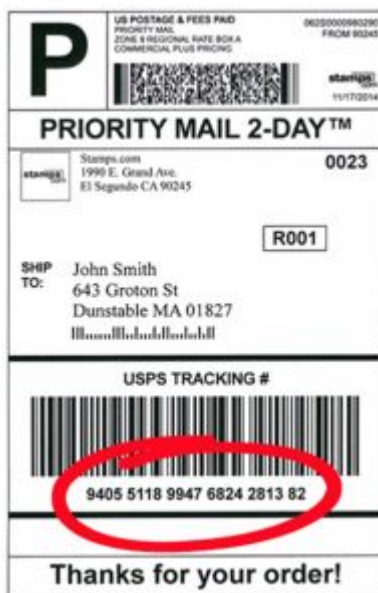 P
US POSTAGE & FEES PAID
PRIORITY MAIL
ZONE 8 REGIONAL RATE BOX A
COMMERCIAL PLUS PRICING
FROM 90245
stamps.com
11/17/2014
PRIORITY MAIL 2-DAY™
stamps.com
Stamps.com
1990 E. Grand Ave.
El Segundo CA 90245
0023
R001
SHIP
TO:
John Smith
643 Groton St
Dunstable MA 01827
USPS TRACKING #
9405 5118 9947 6824 2813 82
Thanks for your order!